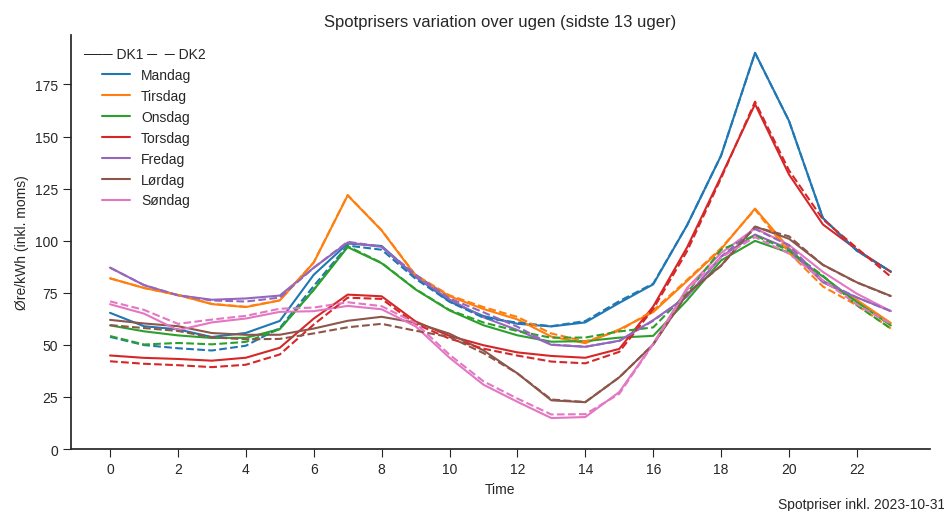 Spotprisers variation over ugen (sidste 13 uger)
DK1 DK2
Mandag
Tirsdag
Onsdag
Torsdag
Fredag
Lørdag
Søndag
Øre/kWh (inkl. moms)
175
150
125
100
75
50
25
0
0 2 4 6 8 10 12 14 16 18 20 22
Time
Spotpriser inkl. 2023-10-31